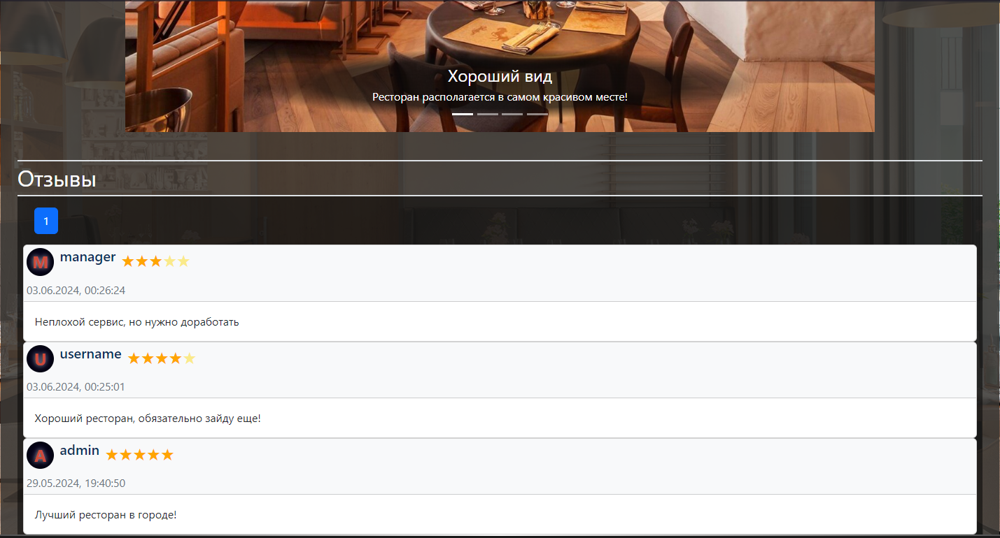 Хороший вид
Ресторан располагается в самом красивом месте!
Отзывы
1
M manager
03.06.2024, 00:26:24
Неплохой сервис, но нужно доработать
U username
03.06.2024, 00:25:01
Хороший ресторан, обязательно зайду еще!
A admin
29.05.2024, 19:40:50
Лучший ресторан в городе!